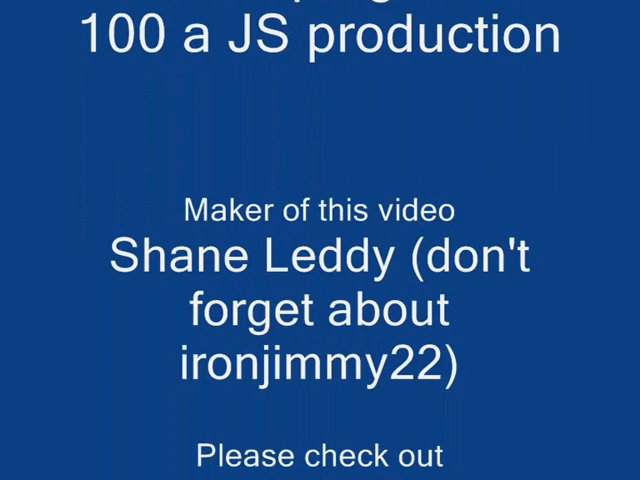 100 a JS production
Maker of this video
Shane Leddy (don't
forget about
ironjimmy22)
Please check out